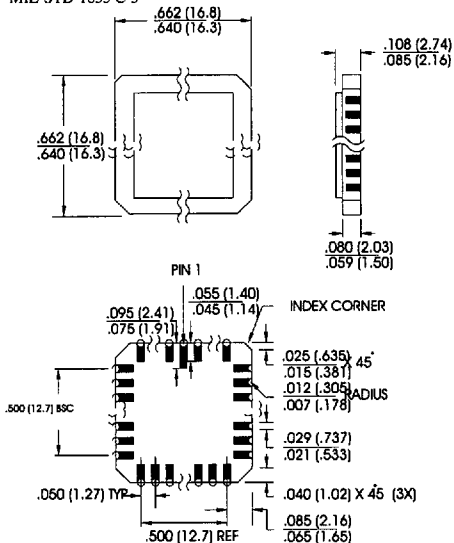 MIL-STD-1835 C-5
.662 (16.8)
.640 (16.3)
.108 (2.74)
.085 (2.16)
.662 (16.8)
.640 (16.3)
.080 (2.03)
.059 (1.50)
PIN 1
.055 (1.40)
.045 (1.14)
INDEX CORNER
.095 (2.41)
.075 (1.91)
.025 (.635)
.015 (.381)
X 45°
.012 (.305)
.007 (.178)
RADIUS
.500 (12.7) BSC
.029 (.737)
.021 (.533)
.050 (1.27) TYP
.040 (1.02) X 45° (3X)
.500 (12.7) REF
.085 (2.16)
.065 (1.65)